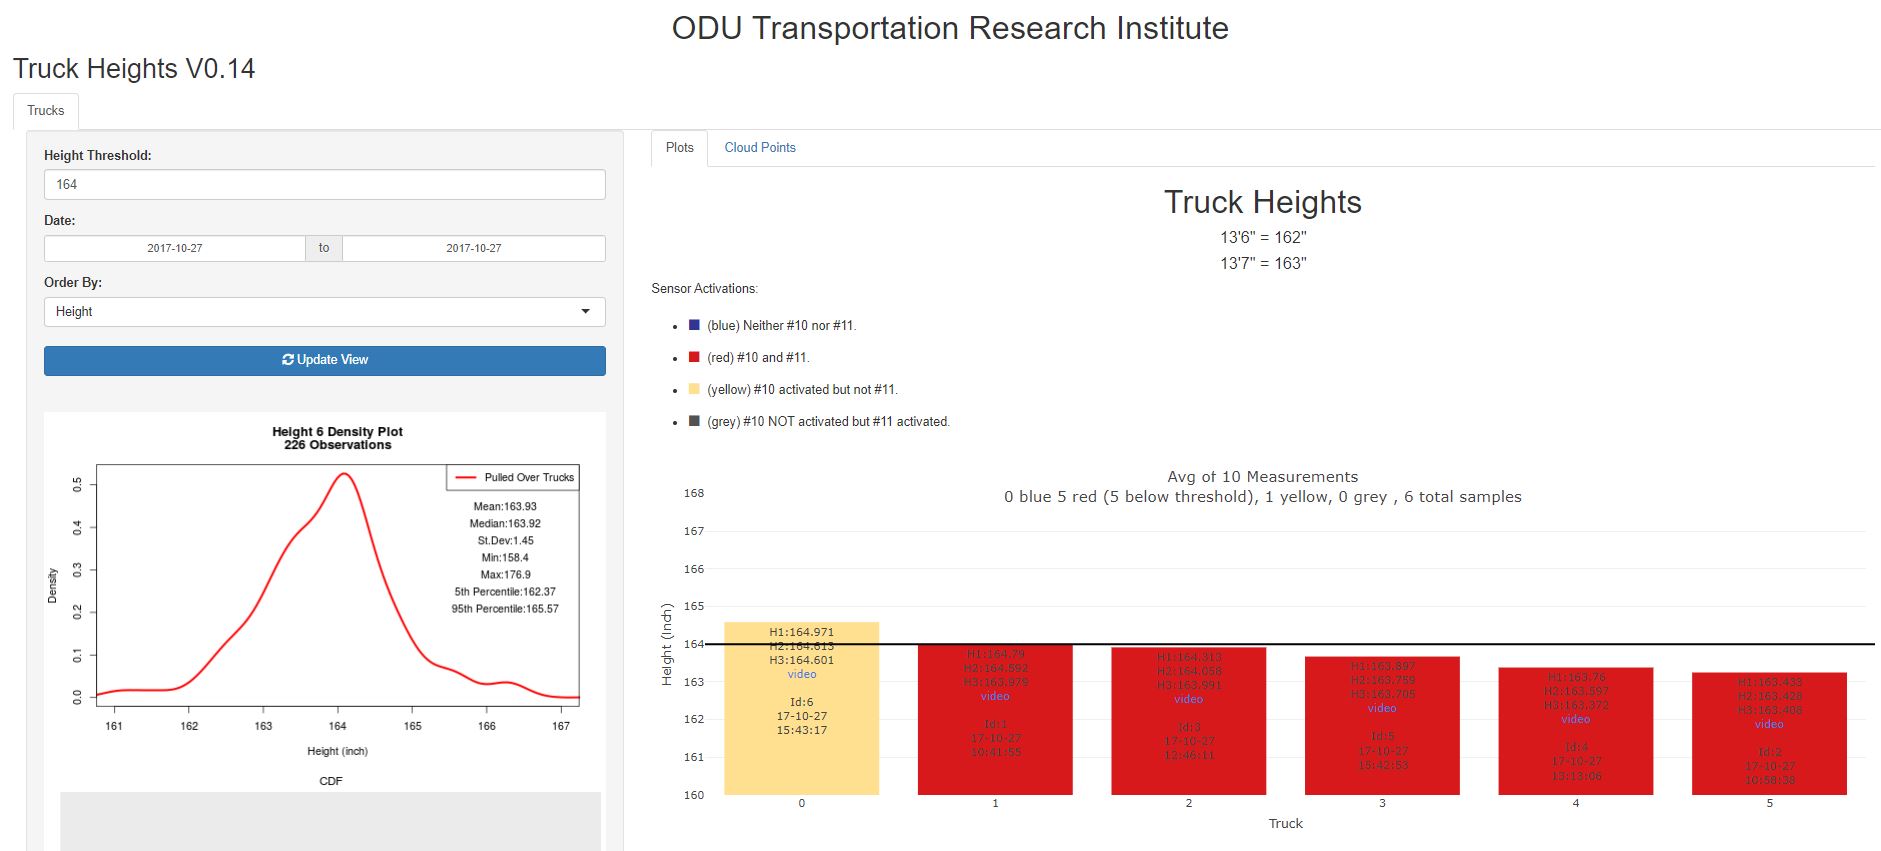 ODU Transportation Research Institute
Truck Heights V0.14
Trucks
Height Threshold:
164
Date:
2017-10-27 to 2017-10-27
Order By:
Height
Update View
Height 6 Density Plot
226 Observations
Pulled Over Trucks
Mean:163.93
Median:163.92
St.Dev:1.45
Min:158.4
Max:176.9
5th Percentile:162.37
95th Percentile:165.57
Density
0.5
0.4
0.3
0.2
0.1
0.0
161 162 163 164 165 166 167
Height (inch)
CDF
Plots Cloud Points
Truck Heights
13'6" = 162"
13'7" = 163"
Sensor Activations:
(blue) Neither #10 nor #11.
(red) #10 and #11.
(yellow) #10 activated but not #11.
(grey) #10 NOT activated but #11 activated.
Avg of 10 Measurements
0 blue 5 red (5 below threshold), 1 yellow, 0 grey , 6 total samples
Height (Inch)
168
167
166
165
164
163
162
161
160
H1:164.971
H2:164.613
H3:164.601
video
Id:6
17-10-27
15:43:17
H1:164.79
H2:164.592
H3:163.979
video
Id:1
17-10-27
10:41:55
H1:164.313
H2:164.058
H3:163.991
video
Id:3
17-10-27
12:46:11
H1:163.897
H2:163.759
H3:163.705
video
Id:5
17-10-27
15:42:53
H1:163.76
H2:163.597
H3:163.372
video
Id:4
17-10-27
13:13:06
H1:163.433
H2:163.428
H3:163.408
video
Id:2
17-10-27
10:58:38
0 1 2 3 4 5
Truck